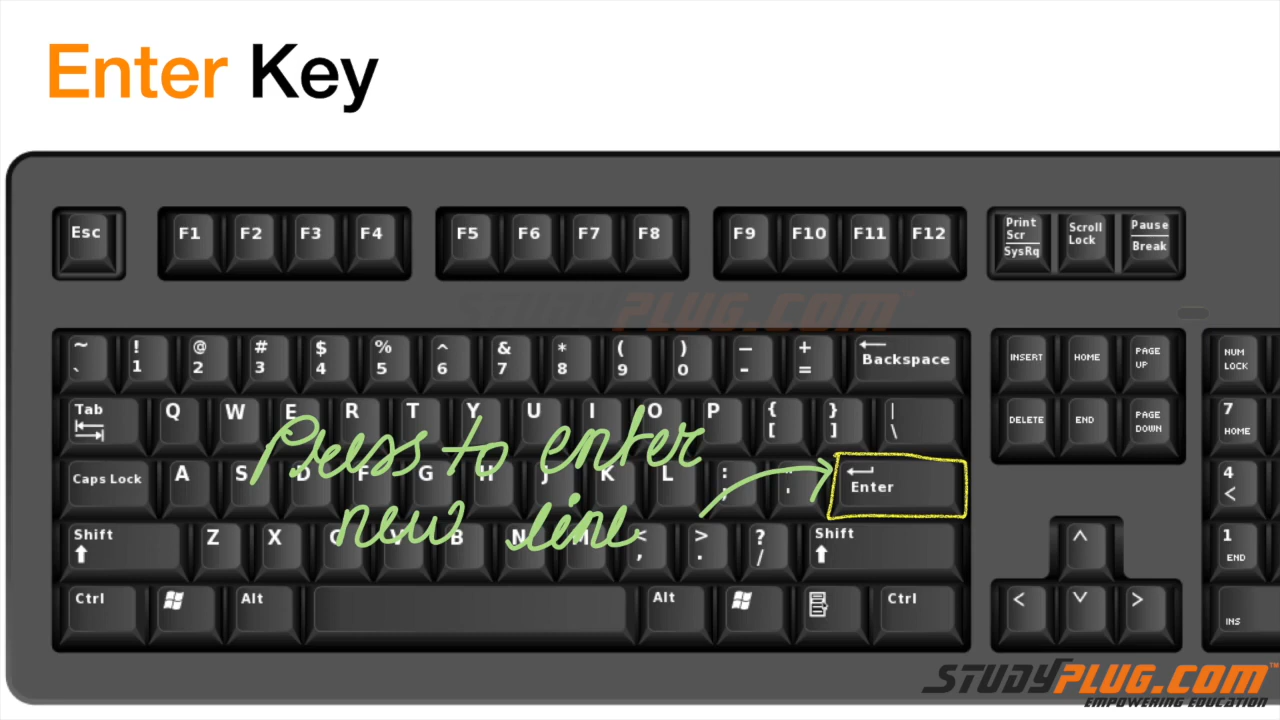 Enter Key
Esc F1 F2 F3 F4 F5 F6 F7 F8 F9 F10 F11 F12
Print Scr SysRq
Scroll Lock
Pause Break
STUDYPLUG.COM™
~ ` ! 1 @ 2 # 3 $ 4 % 5 ^ 6 & 7 * 8 ( 9 ) 0 _ - + = Backspace
INSERT HOME PAGE UP NUM LOCK
Tab Q W E R T Y U I O P { [ } ] | \
DELETE END PAGE DOWN 7 HOME
Press to enter
new line
Caps Lock A S D F G H J K L : ; " ' Enter
4 <
Shift Z X C V B N M < , > . ? / Shift
^ 1 END
Ctrl Alt Alt Ctrl
< v > INS
STUDYPLUG.COM™
EMPOWERING EDUCATION